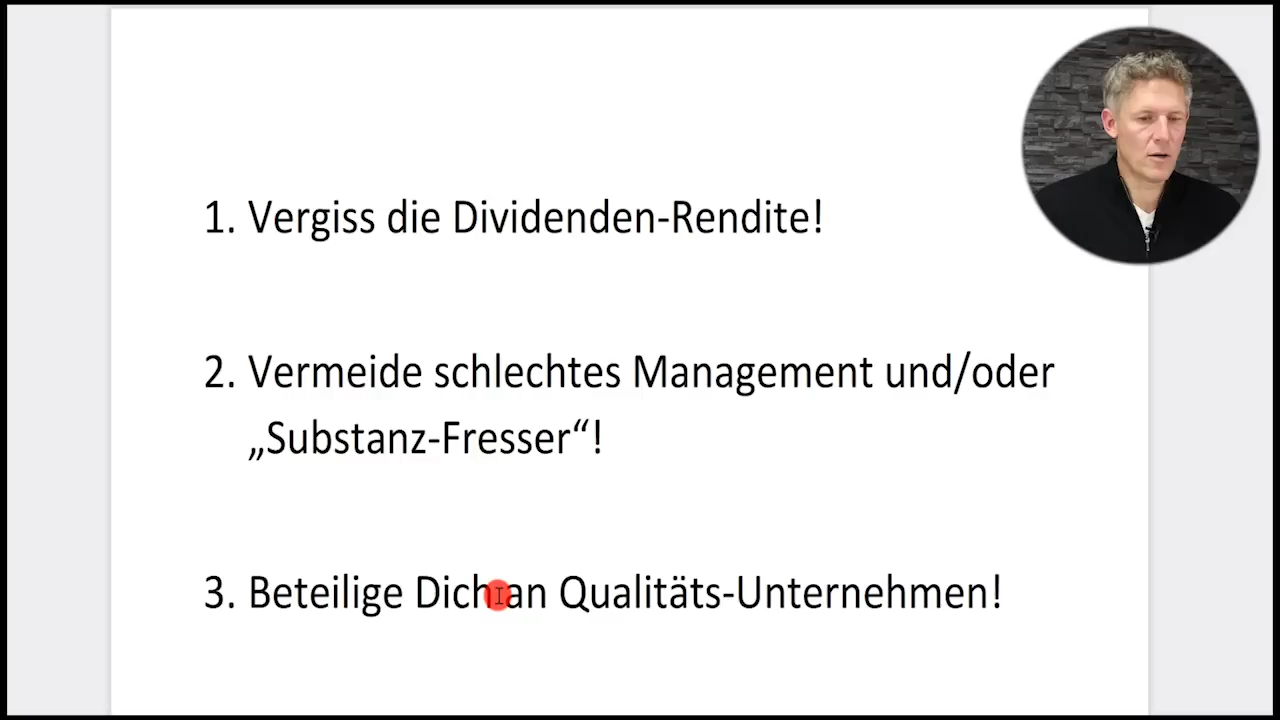 1. Vergiss die Dividenden-Rendite!
2. Vermeide schlechtes Management und/oder
„Substanz-Fresser“!
3. Beteilige Dich an Qualitäts-Unternehmen!